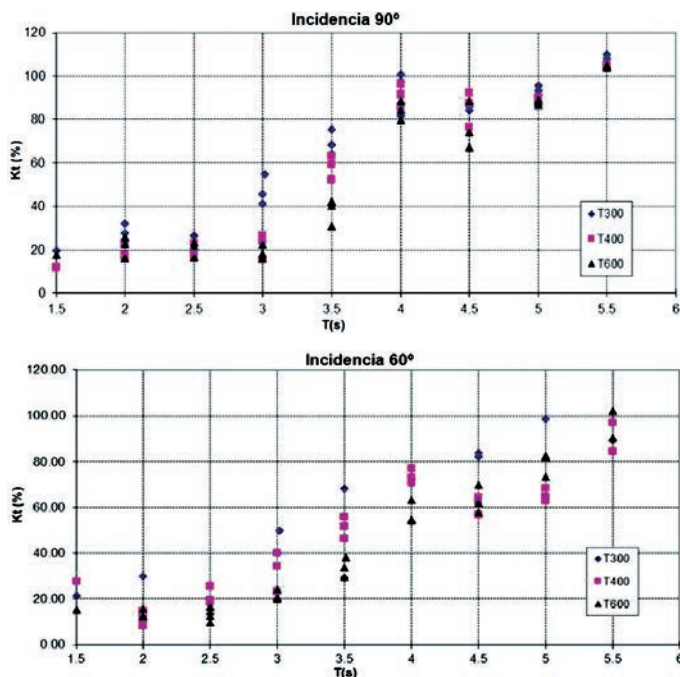 Incidencia 90º
120
100
80
60
40
20
0
Kt (%)
T300
T400
T600
1.5 2 2.5 3 3.5 4 4.5 5 5.5 6
T(s)
Incidencia 60º
120.00
100.00
80.00
60.00
40.00
20.00
0.00
Kt (%)
T300
T400
T600
1.5 2 2.5 3 3.5 4 4.5 5 5.5 6
T(s)